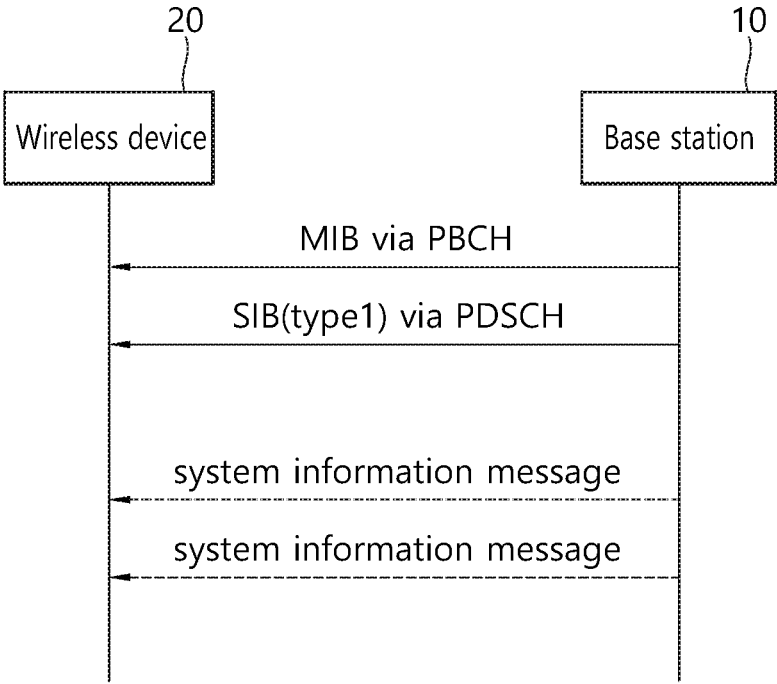 20
10
Wireless device
Base station
MIB via PBCH
SIB(type1) via PDSCH
system information message
system information message